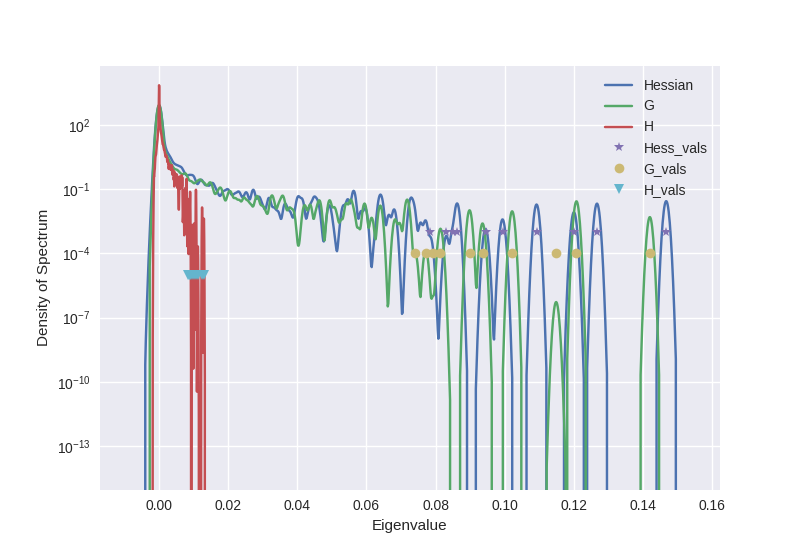 Hessian
G
H
Hess_vals
G_vals
H_vals
10^2
10^-1
10^-4
10^-7
10^-10
10^-13
Density of Spectrum
0.00 0.02 0.04 0.06 0.08 0.10 0.12 0.14 0.16
Eigenvalue